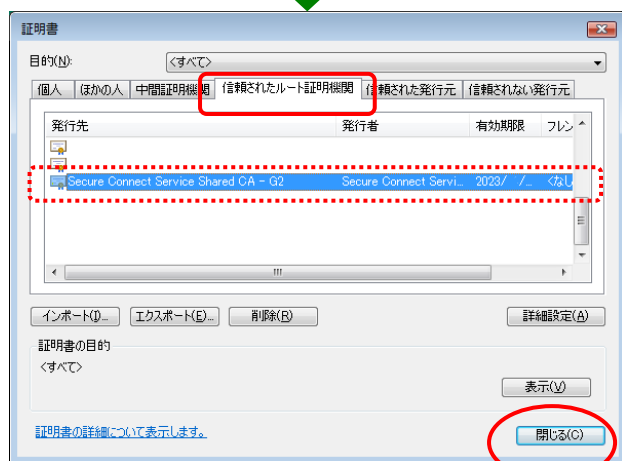 証明書
目的(N):
<すべて>
個人 ほかの人 中間証明機関 信頼されたルート証明機関 信頼された発行元 信頼されない発行元
発行先 発行者 有効期限 フレン
Secure Connect Service Shared CA - G2 Secure Connect Servi... 2023/ /... <なし
インポート(I)... エクスポート(E)... 削除(R) 詳細設定(A)
証明書の目的
<すべて>
表示(V)
証明書の詳細について表示します。
閉じる(C)